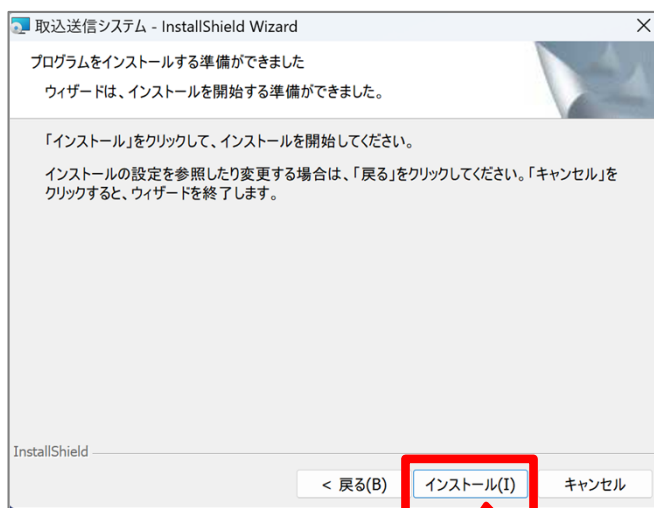 取込送信システム - InstallShield Wizard
プログラムをインストールする準備ができました
ウィザードは、インストールを開始する準備ができました。
「インストール」をクリックして、インストールを開始してください。
インストールの設定を参照したり変更する場合は、「戻る」をクリックしてください。「キャンセル」を
クリックすると、ウィザードを終了します。
InstallShield
< 戻る(B) インストール(I) キャンセル